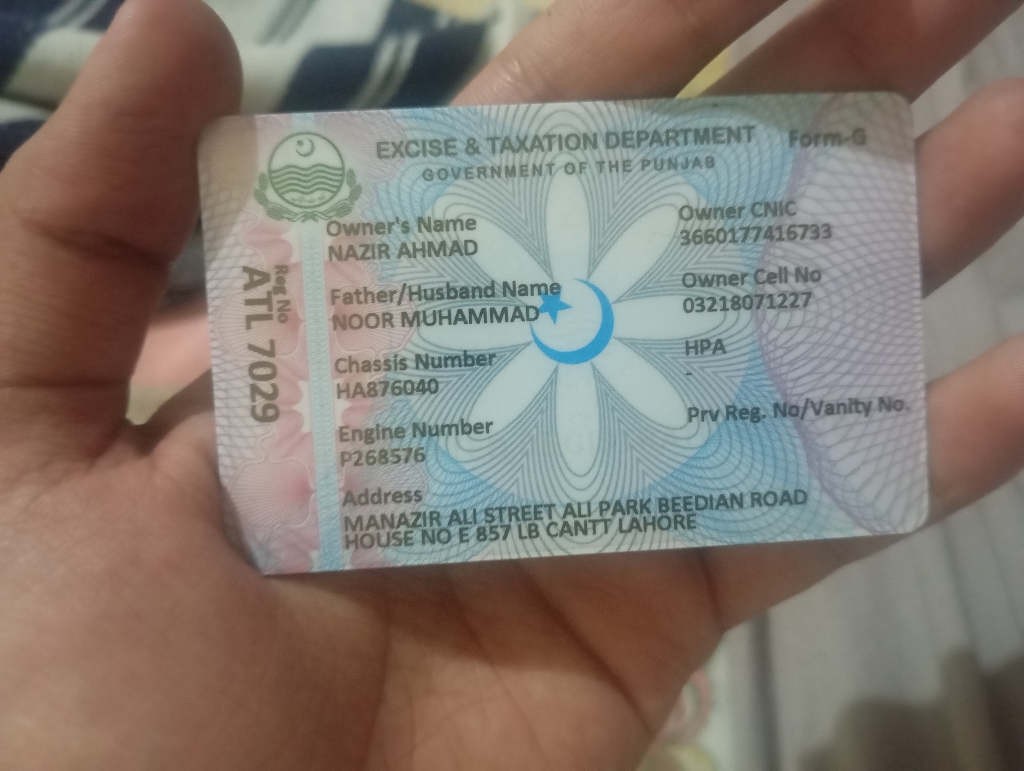 EXCISE & TAXATION DEPARTMENT Form-G
GOVERNMENT OF THE PUNJAB
Owner's Name
NAZIR AHMAD
Father/Husband Name
NOOR MUHAMMAD
Chassis Number
HA876040
Engine Number
P268576
Address
MANAZIR ALI STREET ALI PARK BEEDIAN ROAD
HOUSE NO E 857 LB CANTT LAHORE
Owner CNIC
3660177416733
Owner Cell No
03218071227
HPA
-
Prv Reg. No/Vanity No.
Reg No
ATL 7029